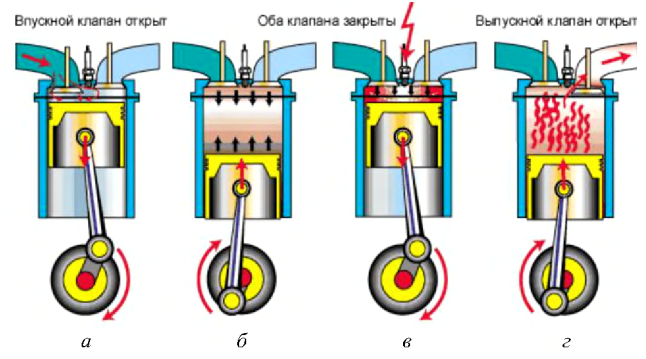 Впускной клапан открыт
Оба клапана закрыты
Выпускной клапан открыт
а
б
в
г